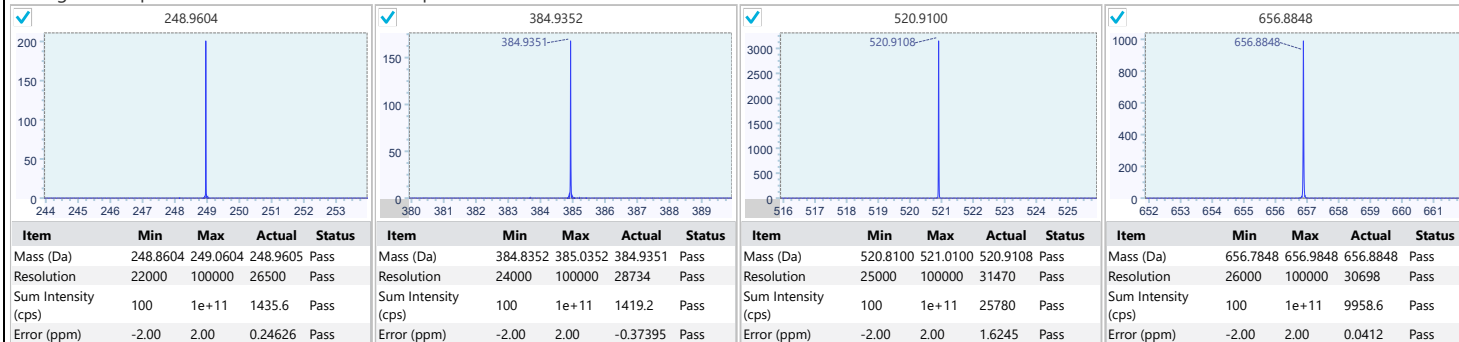 248.9604
200
150
100
50
0
244 245 246 247 248 249 250 251 252 253
Item Min Max Actual Status
Mass (Da) 248.8604 249.0604 248.9605 Pass
Resolution 22000 100000 26500 Pass
Sum Intensity (cps) 100 1e+11 1435.6 Pass
Error (ppm) -2.00 2.00 0.24626 Pass
384.9352
384.9351
150
100
50
0
380 381 382 383 384 385 386 387 388 389
Item Min Max Actual Status
Mass (Da) 384.8352 385.0352 384.9351 Pass
Resolution 24000 100000 28734 Pass
Sum Intensity (cps) 100 1e+11 1419.2 Pass
Error (ppm) -2.00 2.00 -0.37395 Pass
520.9100
520.9108
3000
2500
2000
1500
1000
500
0
516 517 518 519 520 521 522 523 524 525
Item Min Max Actual Status
Mass (Da) 520.8100 521.0100 520.9108 Pass
Resolution 25000 100000 31470 Pass
Sum Intensity (cps) 100 1e+11 25780 Pass
Error (ppm) -2.00 2.00 1.6245 Pass
656.8848
656.8848
1000
800
600
400
200
0
652 653 654 655 656 657 658 659 660 661
Item Min Max Actual Status
Mass (Da) 656.7848 656.9848 656.8848 Pass
Resolution 26000 100000 30698 Pass
Sum Intensity (cps) 100 1e+11 9958.6 Pass
Error (ppm) -2.00 2.00 0.0412 Pass